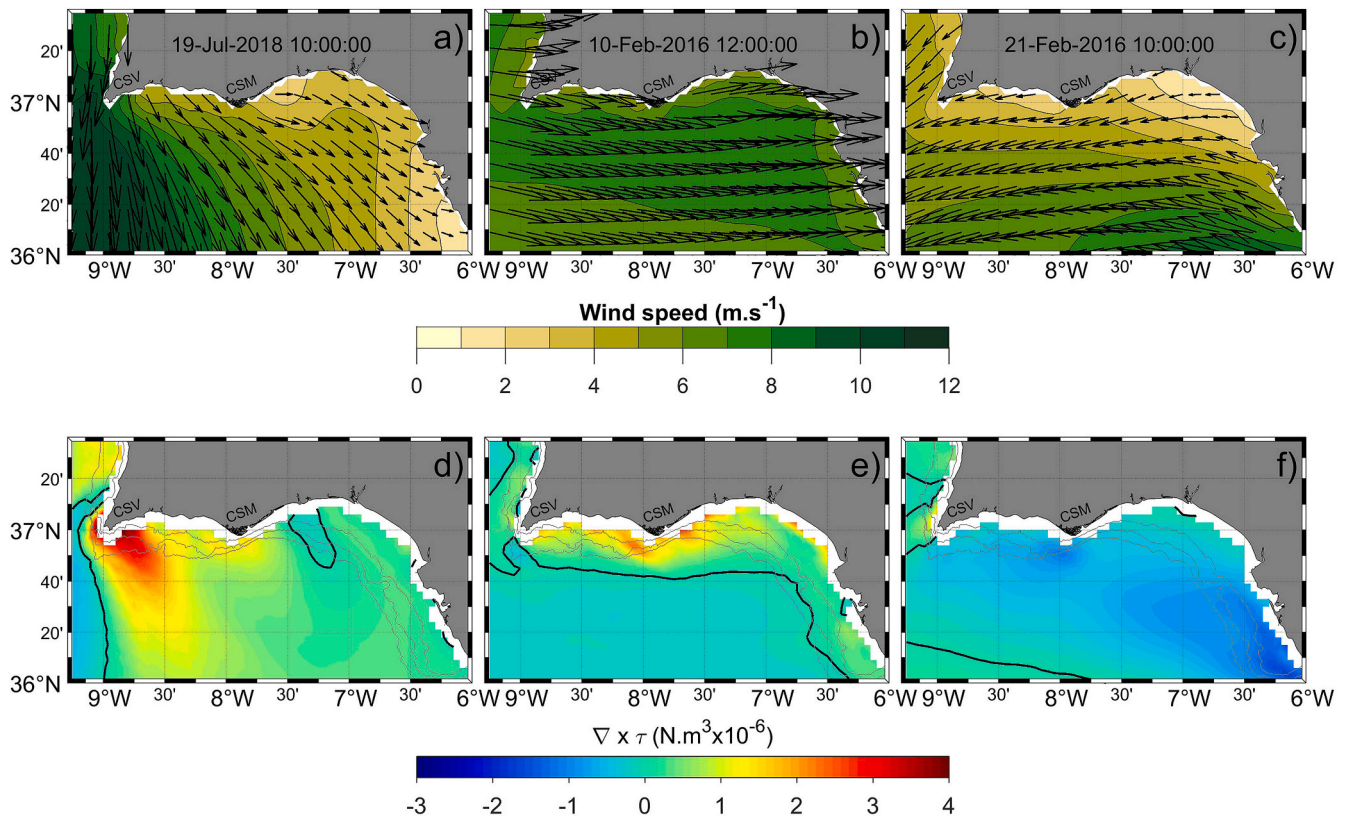 a)
19-Jul-2018 10:00:00
CSV
CSM
b)
10-Feb-2016 12:00:00
CSV
CSM
c)
21-Feb-2016 10:00:00
CSV
CSM
20'
37°N
40'
20'
36°N
9°W 30' 8°W 30' 7°W 30' 6°W
9°W 30' 8°W 30' 7°W 30' 6°W
9°W 30' 8°W 30' 7°W 30' 6°W
Wind speed (m.s⁻¹)
0 2 4 6 8 10 12
d)
CSV
CSM
e)
CSV
CSM
f)
CSV
CSM
20'
37°N
40'
20'
36°N
9°W 30' 8°W 30' 7°W 30' 6°W
9°W 30' 8°W 30' 7°W 30' 6°W
9°W 30' 8°W 30' 7°W 30' 6°W
∇ x τ (N.m³x10⁻⁶)
-3 -2 -1 0 1 2 3 4